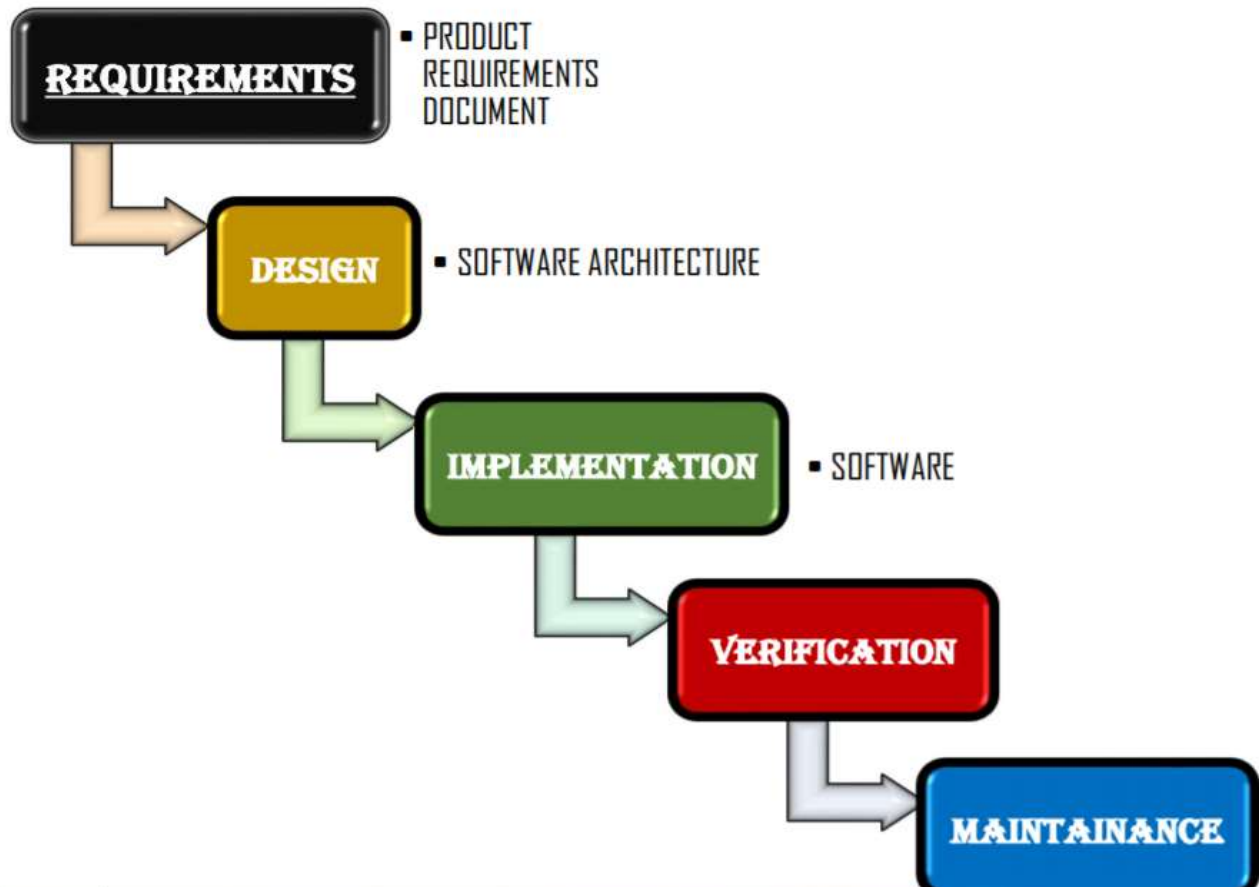 REQUIREMENTS
▪ PRODUCT
REQUIREMENTS
DOCUMENT
DESIGN
▪ SOFTWARE ARCHITECTURE
IMPLEMENTATION
▪ SOFTWARE
VERIFICATION
MAINTAINANCE